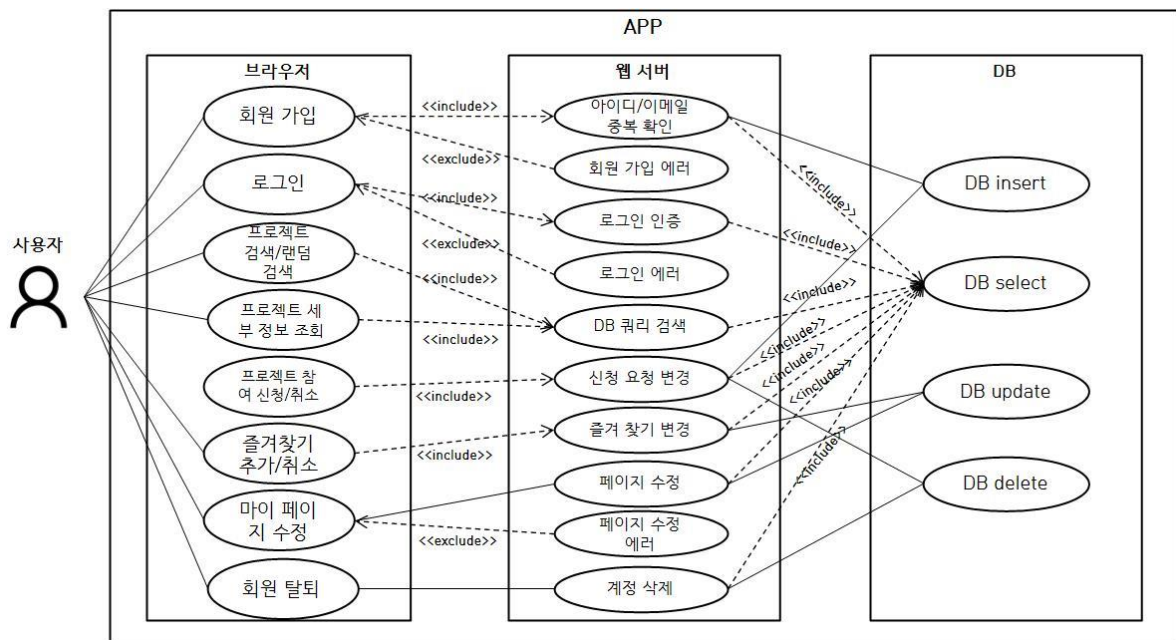 APP
브라우저
웹 서버
DB
사용자
회원 가입
로그인
프로젝트
검색/랜덤
검색
프로젝트 세
부 정보 조회
프로젝트 참
여 신청/취소
즐겨찾기
추가/취소
마이 페이
지 수정
회원 탈퇴
<<include>>
<<exclude>>
<<include>>
<<exclude>>
<<include>>
<<include>>
<<include>>
<<include>>
<<exclude>>
아이디/이메일
중복 확인
회원 가입 에러
로그인 인증
로그인 에러
DB 쿼리 검색
신청 요청 변경
즐겨 찾기 변경
페이지 수정
페이지 수정
에러
계정 삭제
<<include>>
<<include>>
<<include>>
<<include>>
<<include>>
<<include>>
<<include>>
DB insert
DB select
DB update
DB delete